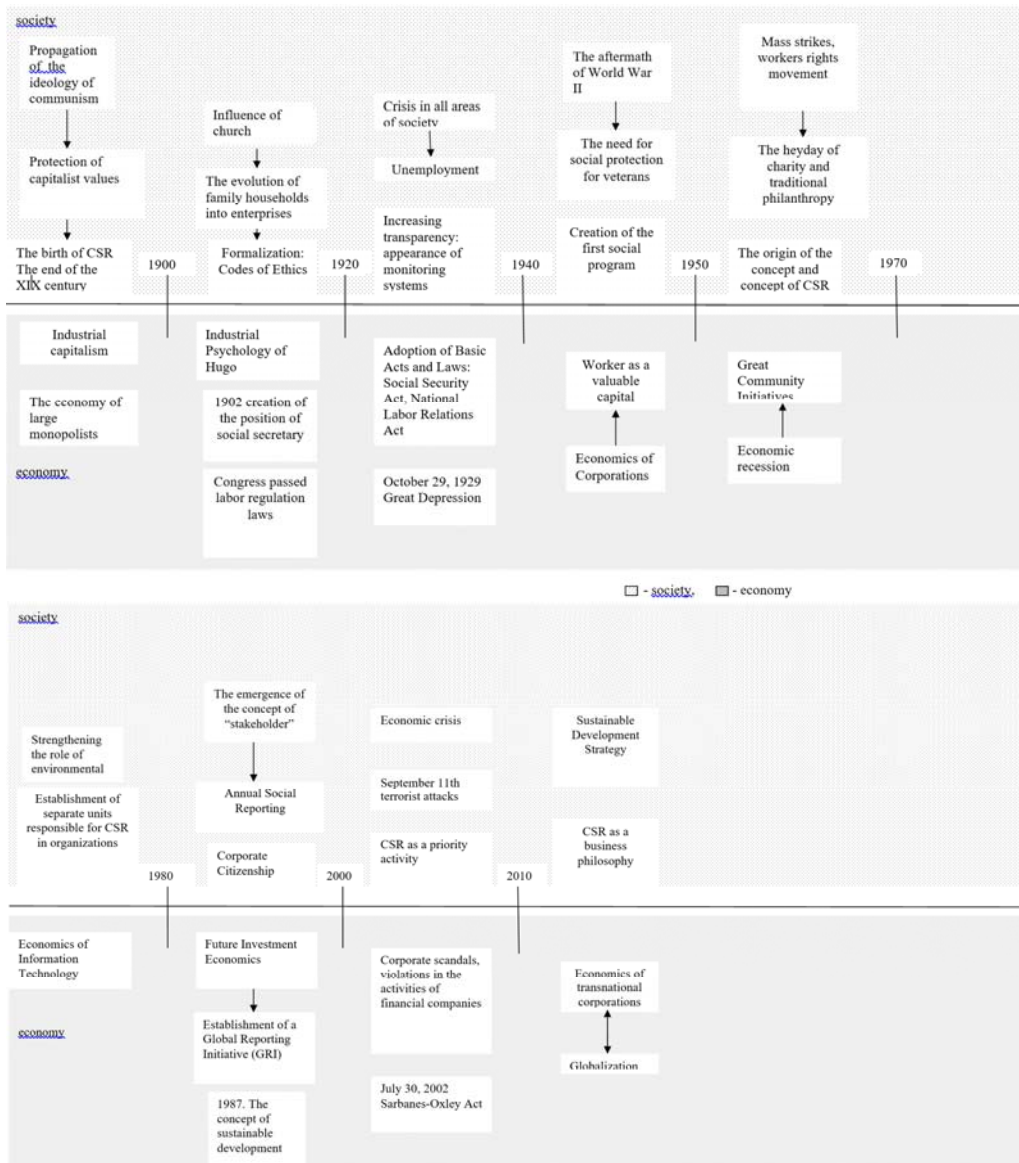 society
Propagation
of the
ideology of
communism
Protection of
capitalist values
The birth of CSR
The end of the
XIX century
1900
Influence of
church
The evolution of
family households
into enterprises
Formalization:
Codes of Ethics
1920
Crisis in all areas
of society
Unemployment
Increasing
transparency:
appearance of
monitoring
systems
1940
The aftermath
of World War
II
The need for
social protection
for veterans
Creation of the
first social
program
1950
Mass strikes,
workers rights
movement
The heyday of
charity and
traditional
philanthropy
The origin of the
concept and
concept of CSR
1970
Industrial
capitalism
The economy of
large
monopolists
economy
Industrial
Psychology of
Hugo
1902 creation of
the position of
social secretary
Congress passed
labor regulation
laws
Adoption of Basic
Acts and Laws:
Social Security
Act, National
Labor Relations
Act
October 29, 1929
Great Depression
Worker as a
valuable
capital
Economics of
Corporations
Great
Community
Initiatives
Economic
recession
- society, - economy
society
Strengthening
the role of
environmental
Establishment of
separate units
responsible for CSR
in organizations
1980
The emergence of
the concept of
“stakeholder”
Annual Social
Reporting
Corporate
Citizenship
2000
Economic crisis
September 11th
terrorist attacks
CSR as a priority
activity
2010
Sustainable
Development
Strategy
CSR as a
business
philosophy
Economics of
Information
Technology
economy
Future Investment
Economics
Establishment of a
Global Reporting
Initiative (GRI)
1987. The
concept of
sustainable
development
Corporate scandals,
violations in the
activities of
financial companies
July 30, 2002
Sarbanes-Oxley Act
Economics of
transnational
corporations
Globalization